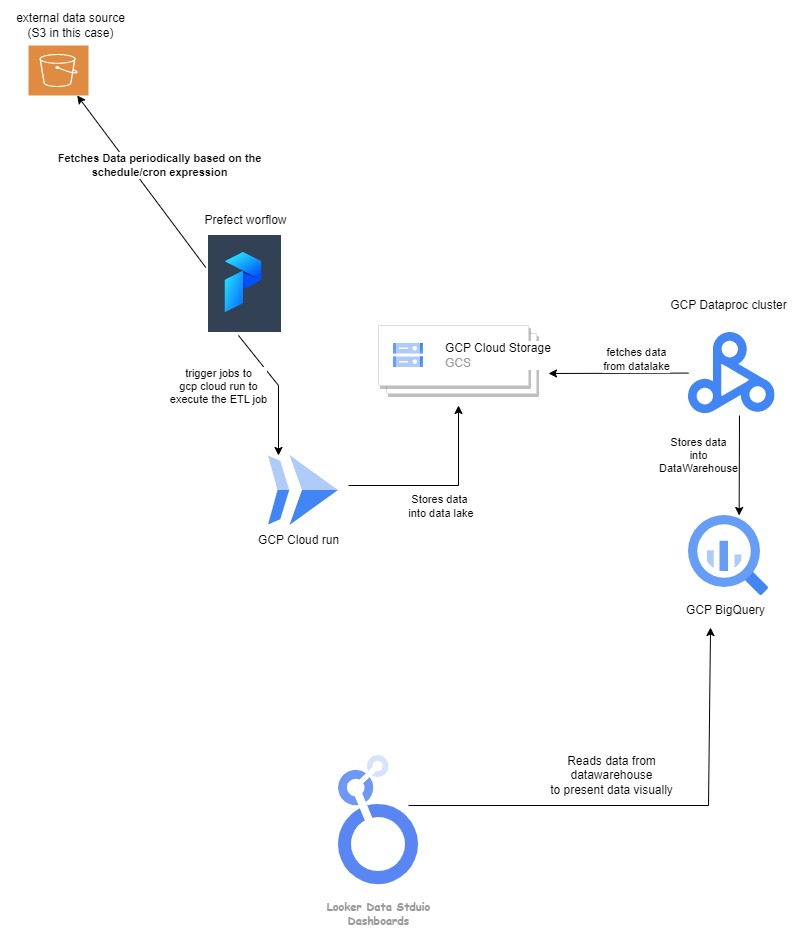 external data source
(S3 in this case)
Fetches Data periodically based on the
schedule/cron expression
Prefect worflow
trigger jobs to
gcp cloud run to
execute the ETL job
GCP Cloud run
Stores data
into data lake
GCP Cloud Storage
GCS
fetches data
from datalake
GCP Dataproc cluster
Stores data
into
DataWarehouse
GCP BigQuery
Reads data from
datawarehouse
to present data visually
Looker Data Stduio
Dashboards